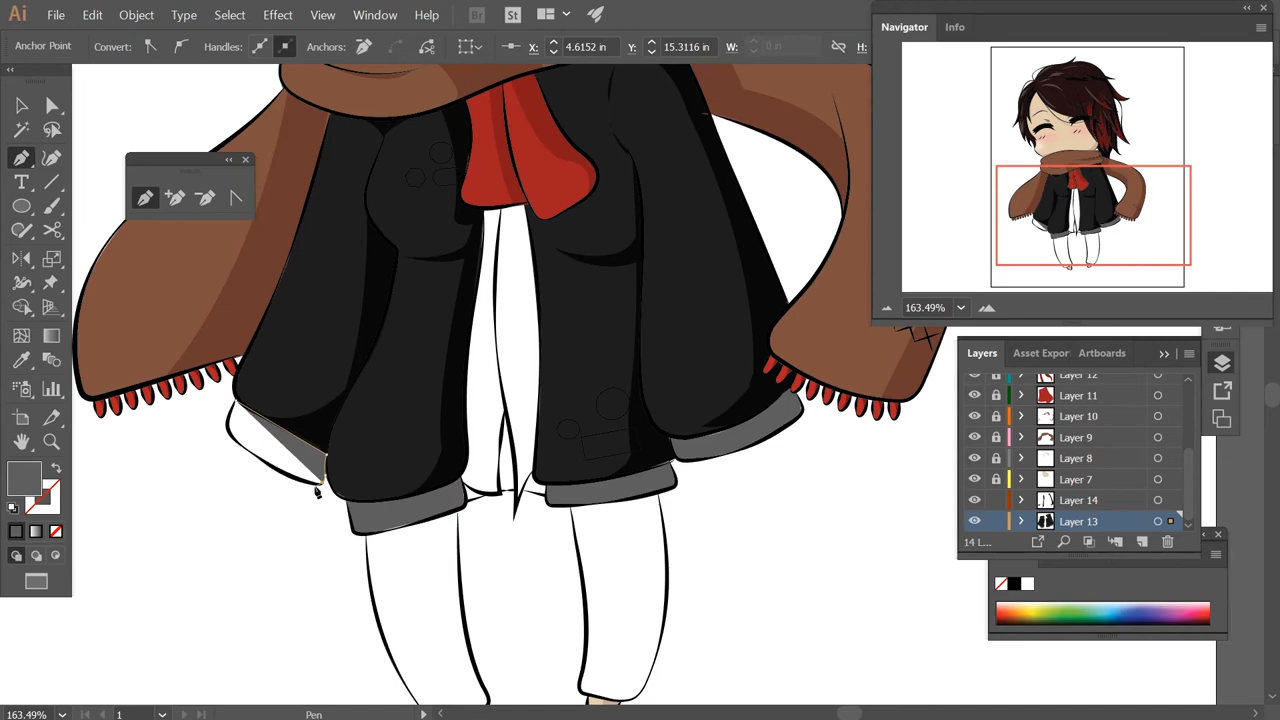 Ai File Edit Object Type Select Effect View Window Help Br St
Anchor Point Convert: Handles: Anchors: X: 4.6152 in Y: 15.3116 in W: 0 in H:
Navigator Info
163.49%
Layers Asset Expor Artboards
Layer 12
Layer 11
Layer 10
Layer 9
Layer 8
Layer 7
Layer 14
Layer 13
14 L...
163.49% 1 Pen